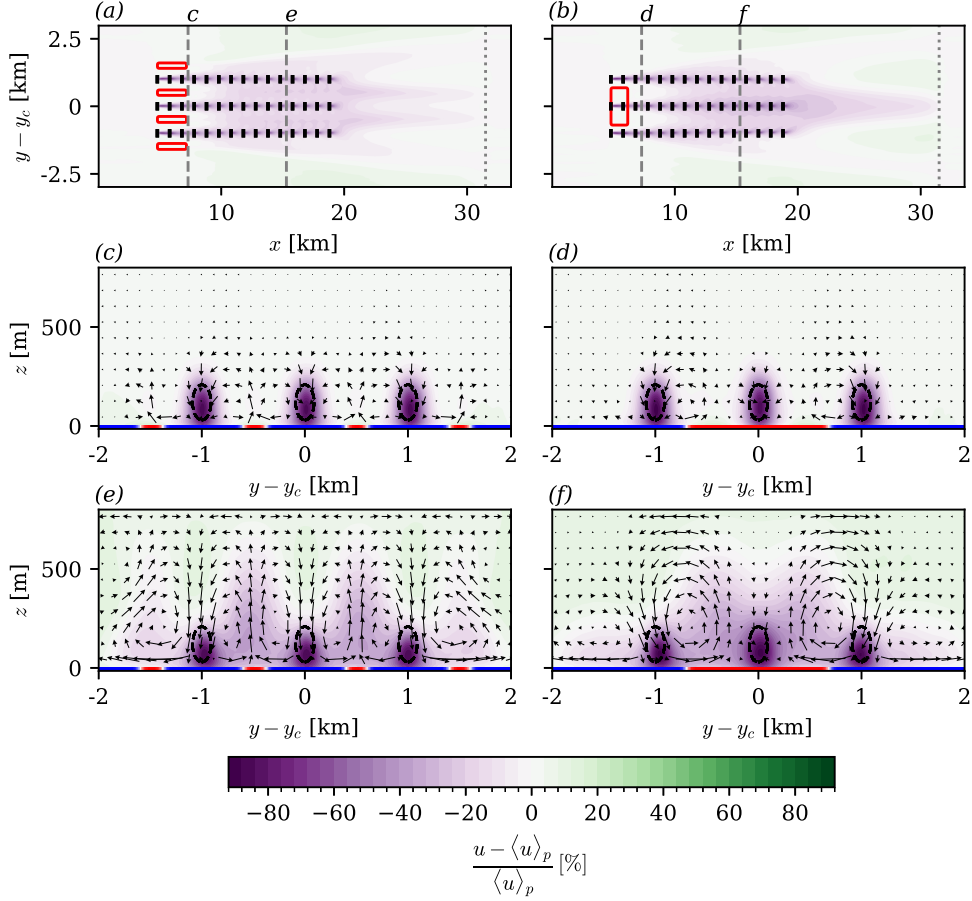 (a) c e
(b) d f
2.5
0
-2.5
y − y_c [km]
10 20 30
x [km]
10 20 30
x [km]
(c)
(d)
500
0
z [m]
-2 -1 0 1 2
y − y_c [km]
-2 -1 0 1 2
y − y_c [km]
(e)
(f)
500
0
z [m]
-2 -1 0 1 2
y − y_c [km]
-2 -1 0 1 2
y − y_c [km]
−80 −60 −40 −20 0 20 40 60 80
u − ⟨u⟩_p
⟨u⟩_p
[%]